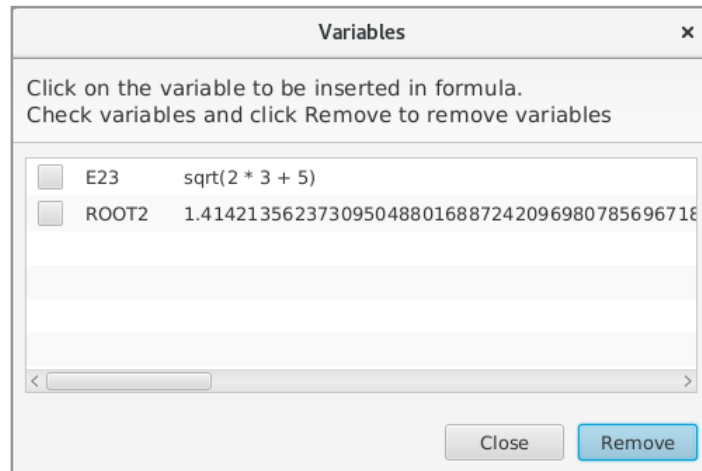 Variables ×
Click on the variable to be inserted in formula.
Check variables and click Remove to remove variables
E23 sqrt(2 * 3 + 5)
ROOT2 1.4142135623730950488016887242096980785696718
Close Remove